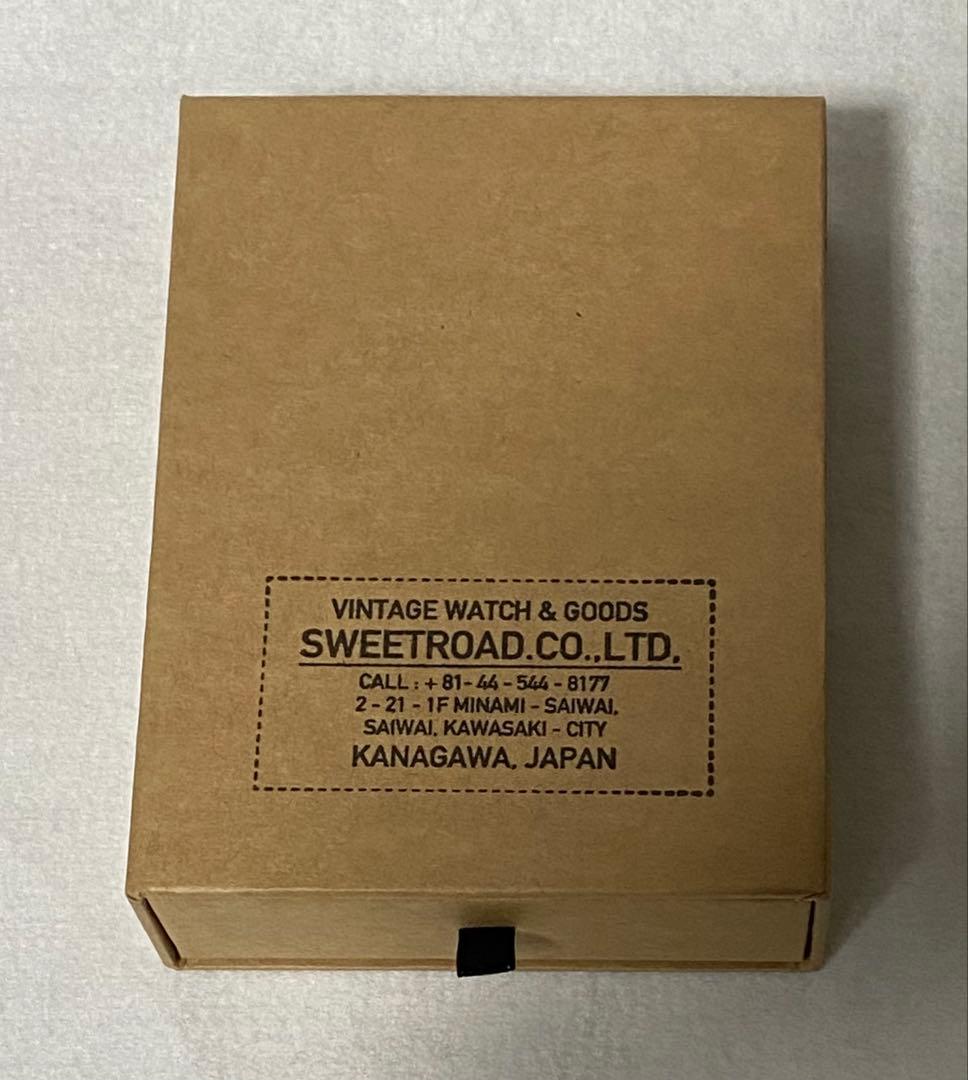 VINTAGE WATCH & GOODS
SWEETROAD.CO.,LTD,
CALL : + 81- 44 - 544 - 8177
2 - 21 - 1F MINAMI - SAIWAI,
SAIWAI, KAWASAKI - CITY
KANAGAWA, JAPAN